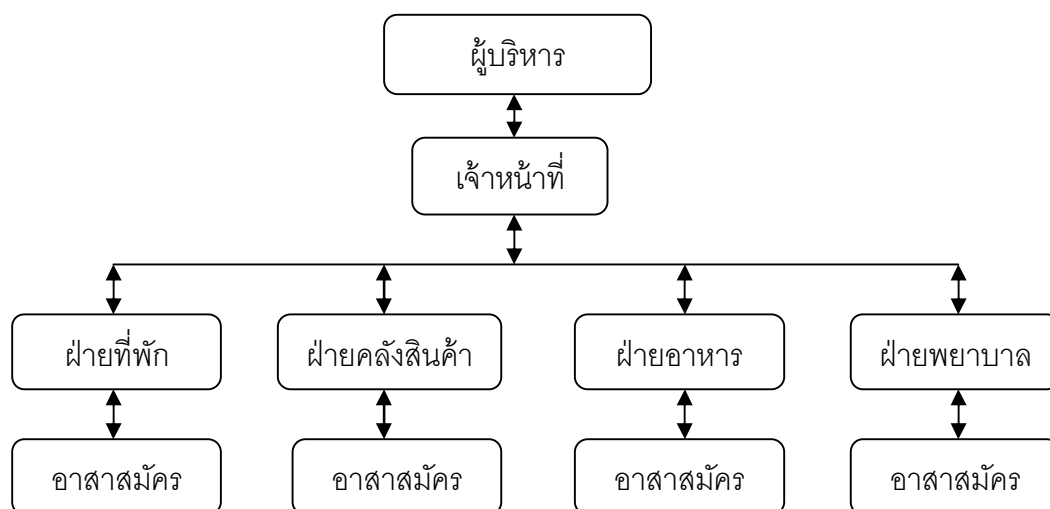 ผู้บริหาร
เจ้าหน้าที่
ฝ่ายที่พัก
ฝ่ายคลังสินค้า
ฝ่ายอาหาร
ฝ่ายพยาบาล
อาสาสมัคร
อาสาสมัคร
อาสาสมัคร
อาสาสมัคร